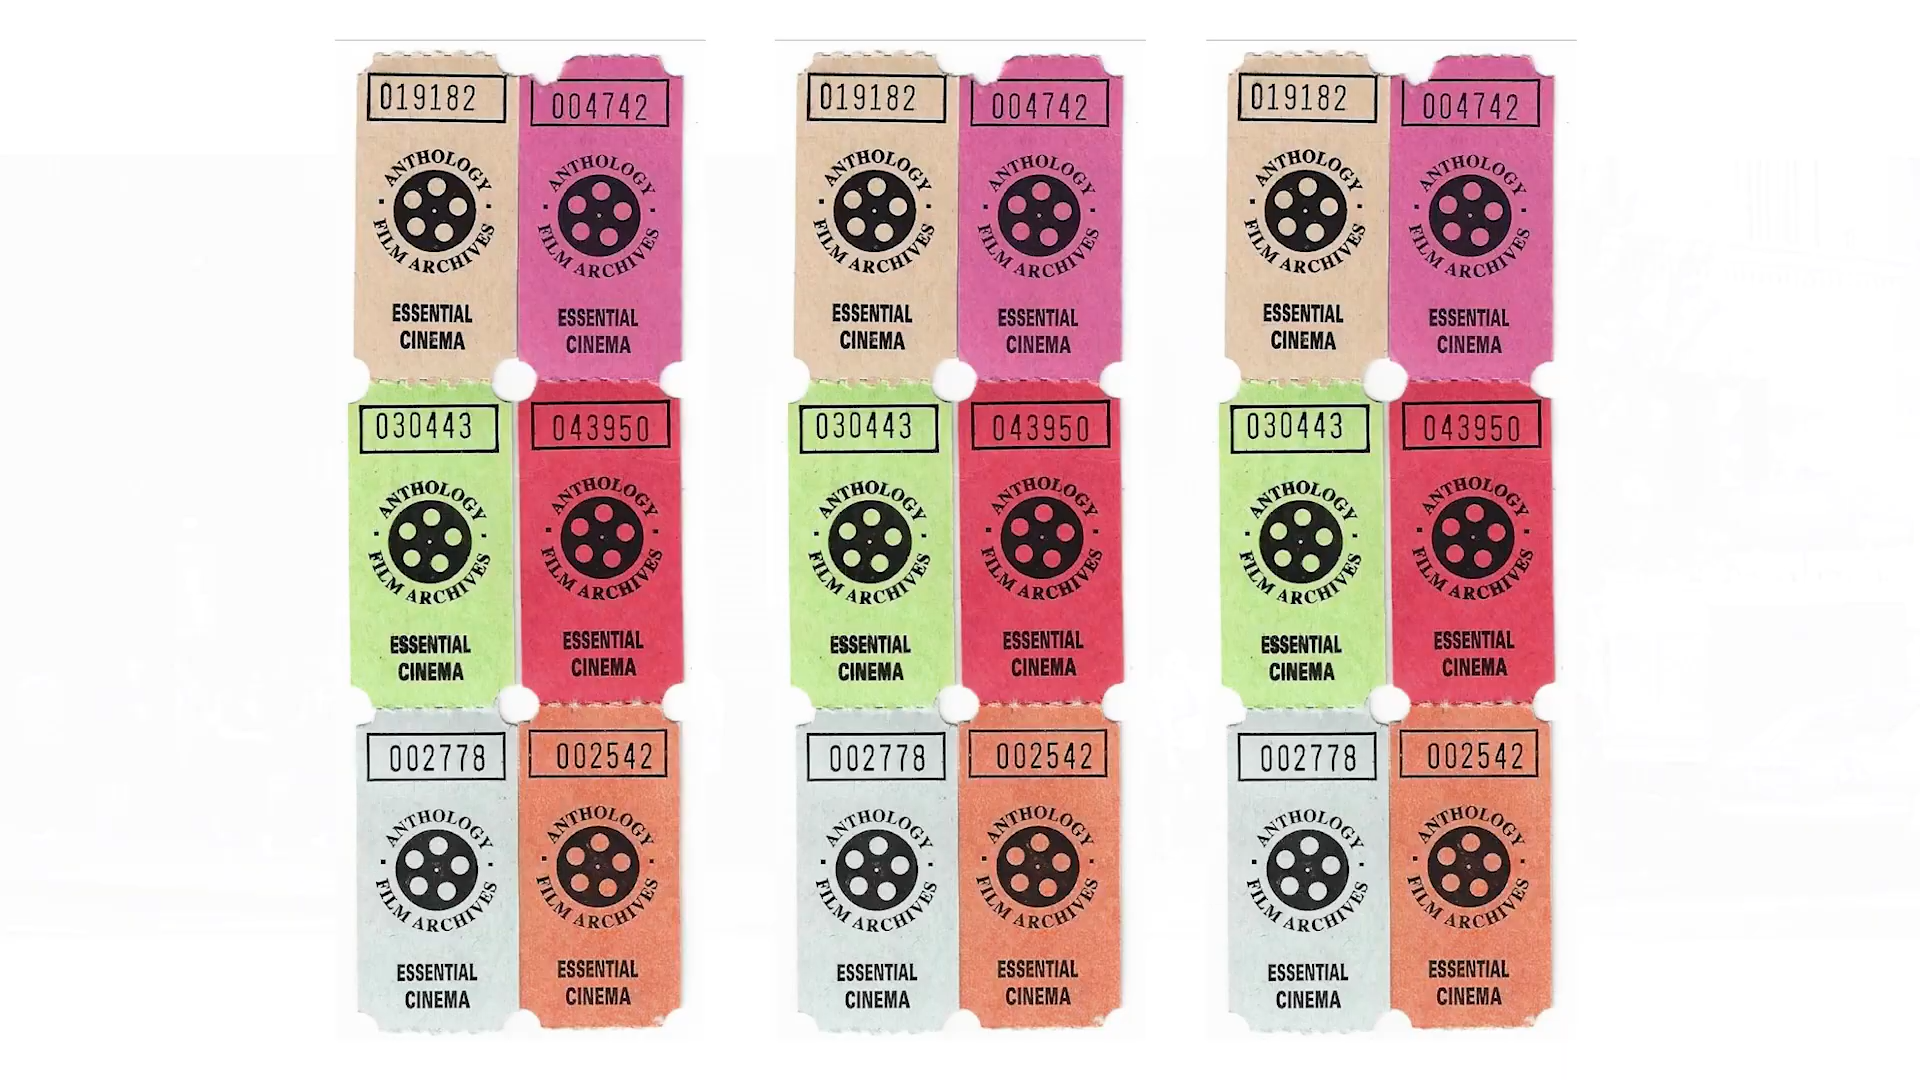 019182
ANTHOLOGY
FILM ARCHIVES
ESSENTIAL
CINEMA
004742
ANTHOLOGY
FILM ARCHIVES
ESSENTIAL
CINEMA
030443
ANTHOLOGY
FILM ARCHIVES
ESSENTIAL
CINEMA
043950
ANTHOLOGY
FILM ARCHIVES
ESSENTIAL
CINEMA
002778
ANTHOLOGY
FILM ARCHIVES
ESSENTIAL
CINEMA
002542
ANTHOLOGY
FILM ARCHIVES
ESSENTIAL
CINEMA
019182
ANTHOLOGY
FILM ARCHIVES
ESSENTIAL
CINEMA
004742
ANTHOLOGY
FILM ARCHIVES
ESSENTIAL
CINEMA
030443
ANTHOLOGY
FILM ARCHIVES
ESSENTIAL
CINEMA
043950
ANTHOLOGY
FILM ARCHIVES
ESSENTIAL
CINEMA
002778
ANTHOLOGY
FILM ARCHIVES
ESSENTIAL
CINEMA
002542
ANTHOLOGY
FILM ARCHIVES
ESSENTIAL
CINEMA
019182
ANTHOLOGY
FILM ARCHIVES
ESSENTIAL
CINEMA
004742
ANTHOLOGY
FILM ARCHIVES
ESSENTIAL
CINEMA
030443
ANTHOLOGY
FILM ARCHIVES
ESSENTIAL
CINEMA
043950
ANTHOLOGY
FILM ARCHIVES
ESSENTIAL
CINEMA
002778
ANTHOLOGY
FILM ARCHIVES
ESSENTIAL
CINEMA
002542
ANTHOLOGY
FILM ARCHIVES
ESSENTIAL
CINEMA